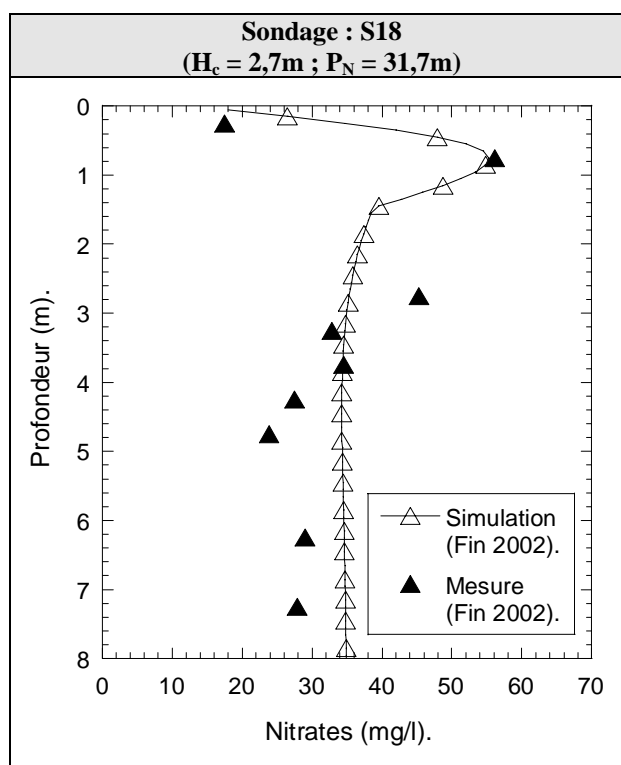 Sondage : S18
(Hc = 2,7m ; PN = 31,7m)
0
1
2
3
4
5
6
7
8
Profondeur (m).
Simulation
(Fin 2002).
Mesure
(Fin 2002).
0 10 20 30 40 50 60 70
Nitrates (mg/l).